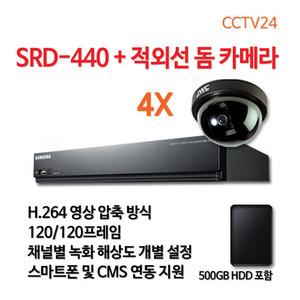 CCTV24
SRD-440 + 적외선 돔 카메라
4X
SAMSUNG
H.264 영상 압축 방식
120/120프레임
채널별 녹화 해상도 개별 설정
스마트폰 및 CMS 연동 지원
500GB HDD 포함